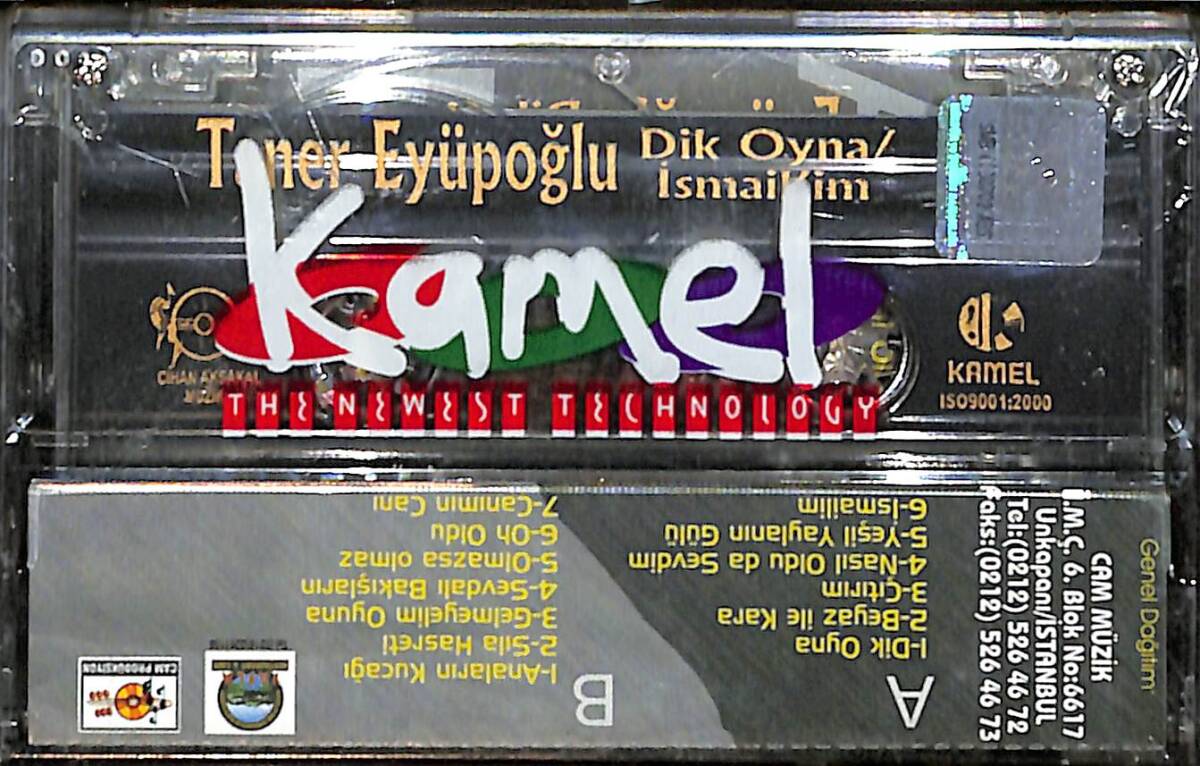 Taner Eyüpoğlu
Dik Oyna/
İsmailim
Kamel
THE NEWEST TECHNOLOGY
CİHAN AKSAKAL
MÜZİK
KAMEL
ISO9001:2000
A
1-Dik Oyna
2-Beyaz ile Kara
3-Çıtırım
4-Nasıl Oldu da Sevdim
5-Yeşil Yaylanın Gülü
6-İsmailim
B
1-Anaların Kucağı
2-Sıla Hasreti
3-Gelmeyelim Oyuna
4-Sevdalı Bakışların
5-Olmazsa olmaz
6-Oh Oldu
7-Canımın Canı
Genel Dağıtım
CAM MÜZİK
İ.M.Ç. 6. Blok No:6617
Unkapanı/İSTANBUL
Tel:(0212) 526 46 72
Faks:(0212) 526 46 73
CAM PRODÜKSİYON